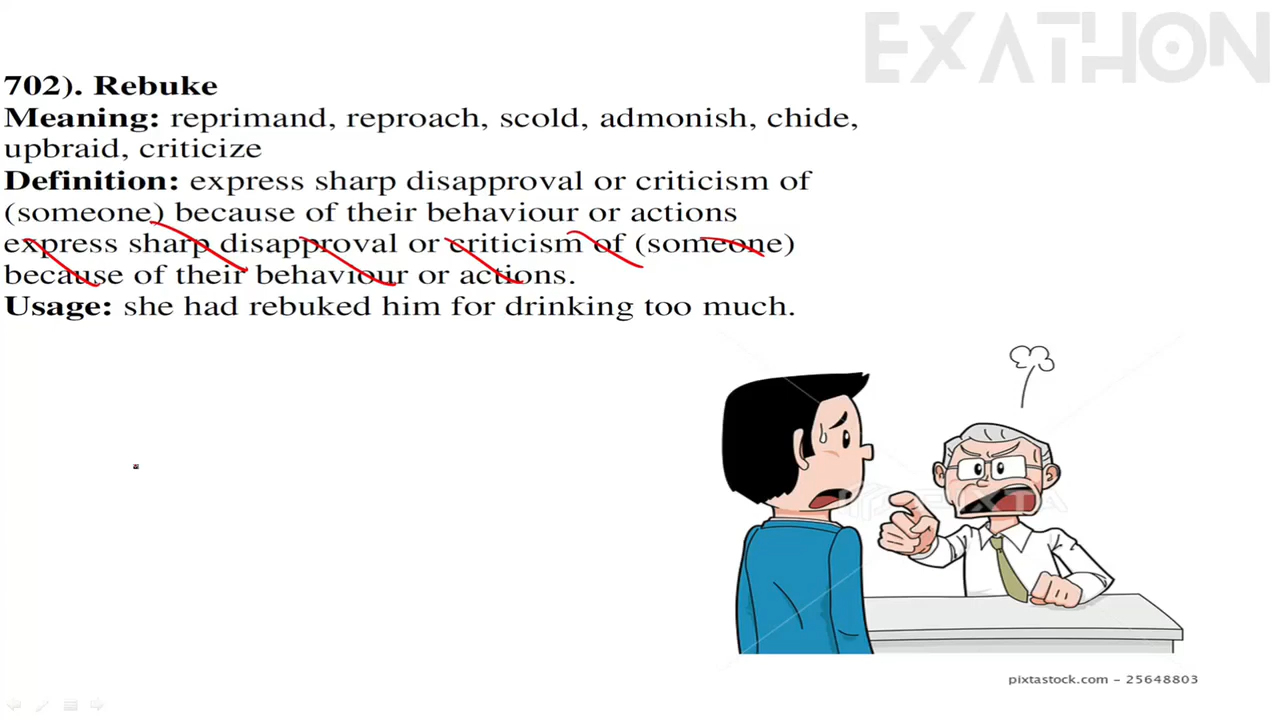 EXATHON
702). Rebuke
Meaning: reprimand, reproach, scold, admonish, chide,
upbraid, criticize
Definition: express sharp disapproval or criticism of
(someone) because of their behaviour or actions
express sharp disapproval or criticism of (someone)
because of their behaviour or actions.
Usage: she had rebuked him for drinking too much.
PIXTA
pixtastock.com - 25648803